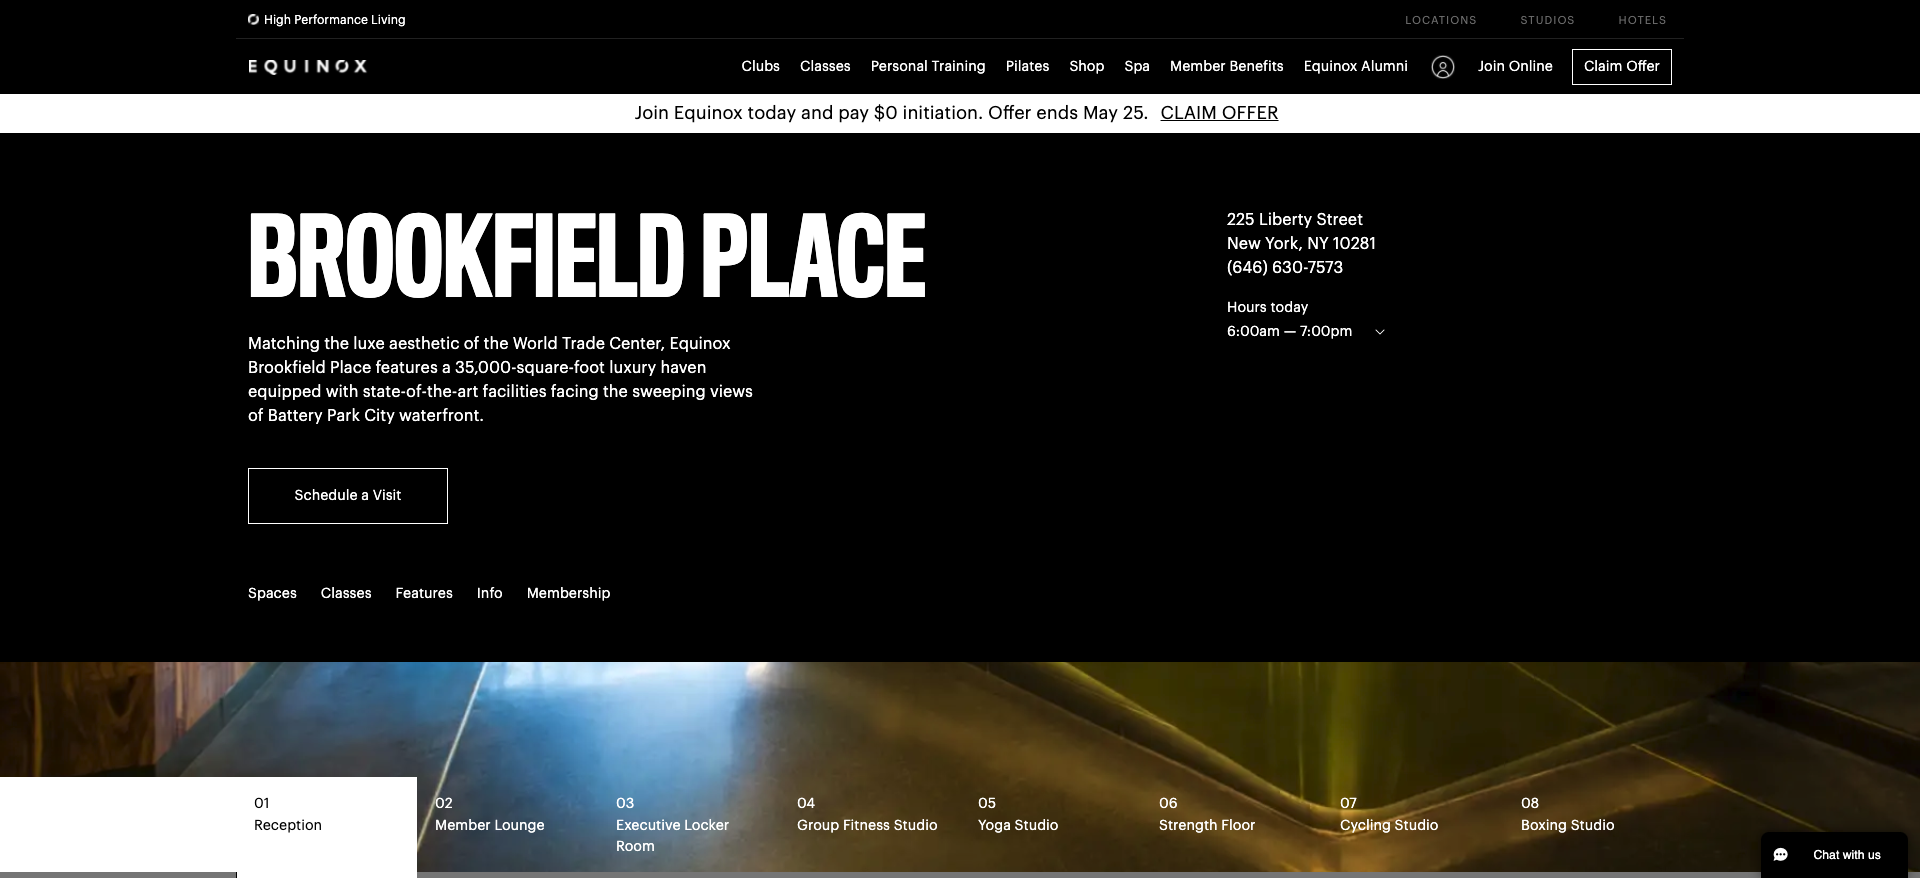 High Performance Living
LOCATIONS STUDIOS HOTELS
EQUINOX
Clubs Classes Personal Training Pilates Shop Spa Member Benefits Equinox Alumni Join Online Claim Offer
Join Equinox today and pay $0 initiation. Offer ends May 25. CLAIM OFFER
BROOKFIELD PLACE
Matching the luxe aesthetic of the World Trade Center, Equinox
Brookfield Place features a 35,000-square-foot luxury haven
equipped with state-of-the-art facilities facing the sweeping views
of Battery Park City waterfront.
Schedule a Visit
225 Liberty Street
New York, NY 10281
(646) 630-7573
Hours today
6:00am — 7:00pm
Spaces Classes Features Info Membership
01
Reception
02
Member Lounge
03
Executive Locker
Room
04
Group Fitness Studio
05
Yoga Studio
06
Strength Floor
07
Cycling Studio
08
Boxing Studio
Chat with us